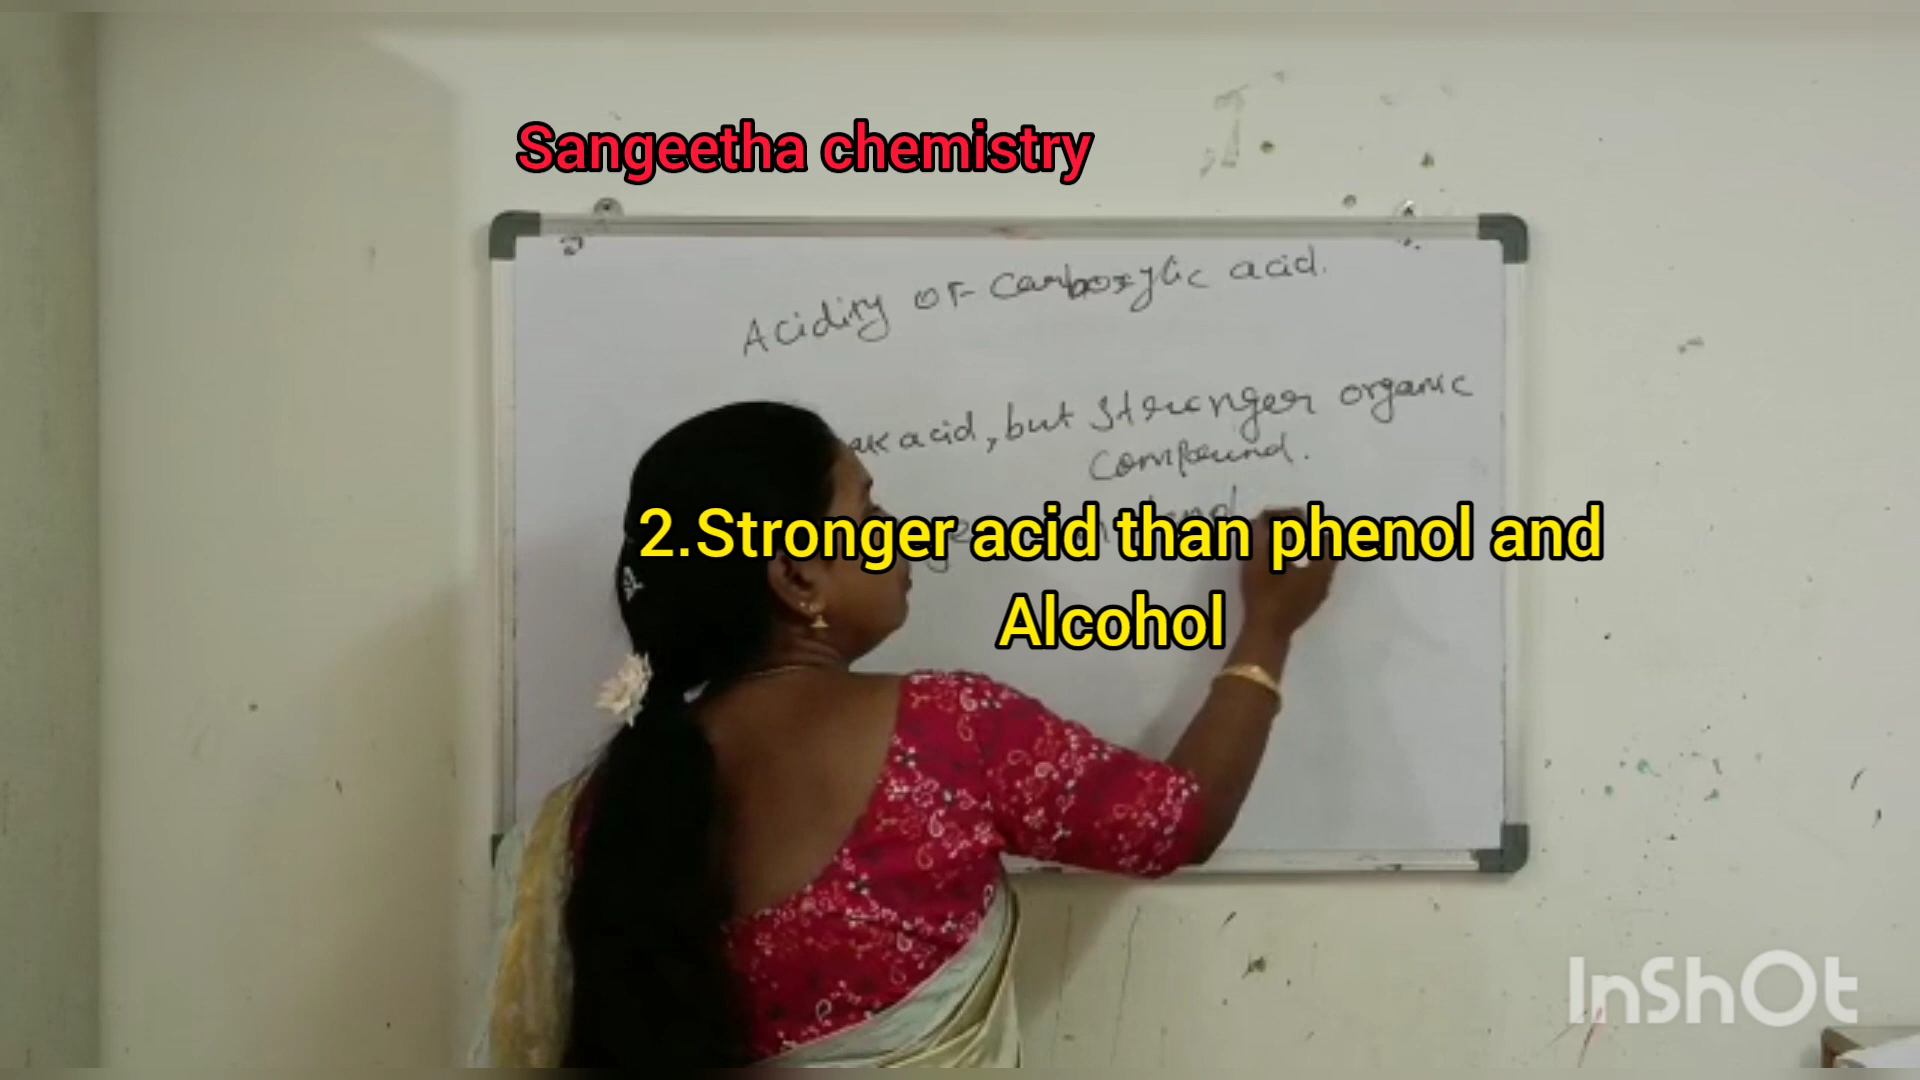 Sangeetha chemistry
Acidity OF Carboxylic acid.
acid, but stronger organic
compound.
2.Stronger acid than phenol and
Alcohol
InShOt